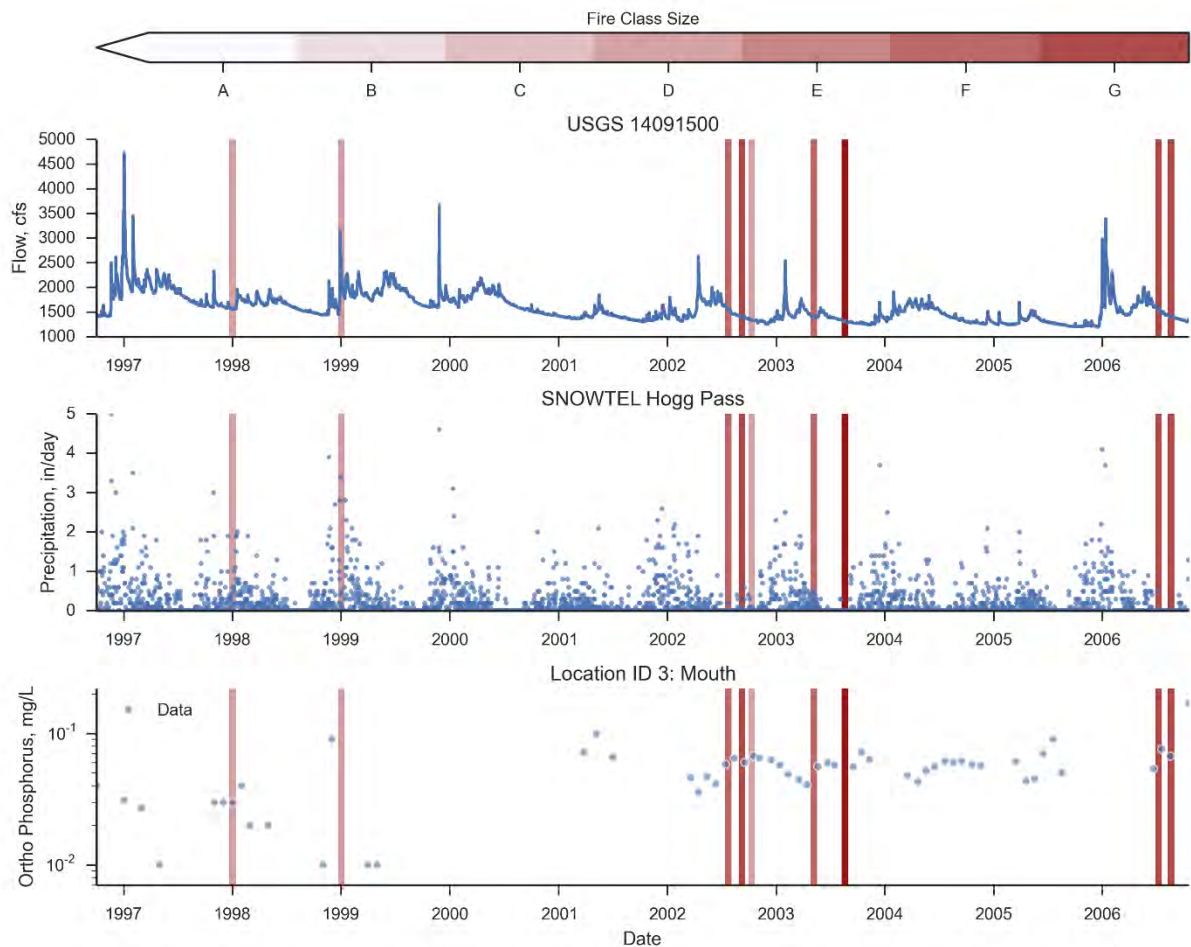 Fire Class Size
A B C D E F G
USGS 14091500
Flow, cfs
5000
4500
4000
3500
3000
2500
2000
1500
1000
1997 1998 1999 2000 2001 2002 2003 2004 2005 2006
SNOWTEL Hogg Pass
Precipitation, in/day
5
4
3
2
1
0
1997 1998 1999 2000 2001 2002 2003 2004 2005 2006
Location ID 3: Mouth
Ortho Phosphorus, mg/L
Data
10⁻¹
10⁻²
1997 1998 1999 2000 2001 2002 2003 2004 2005 2006
Date